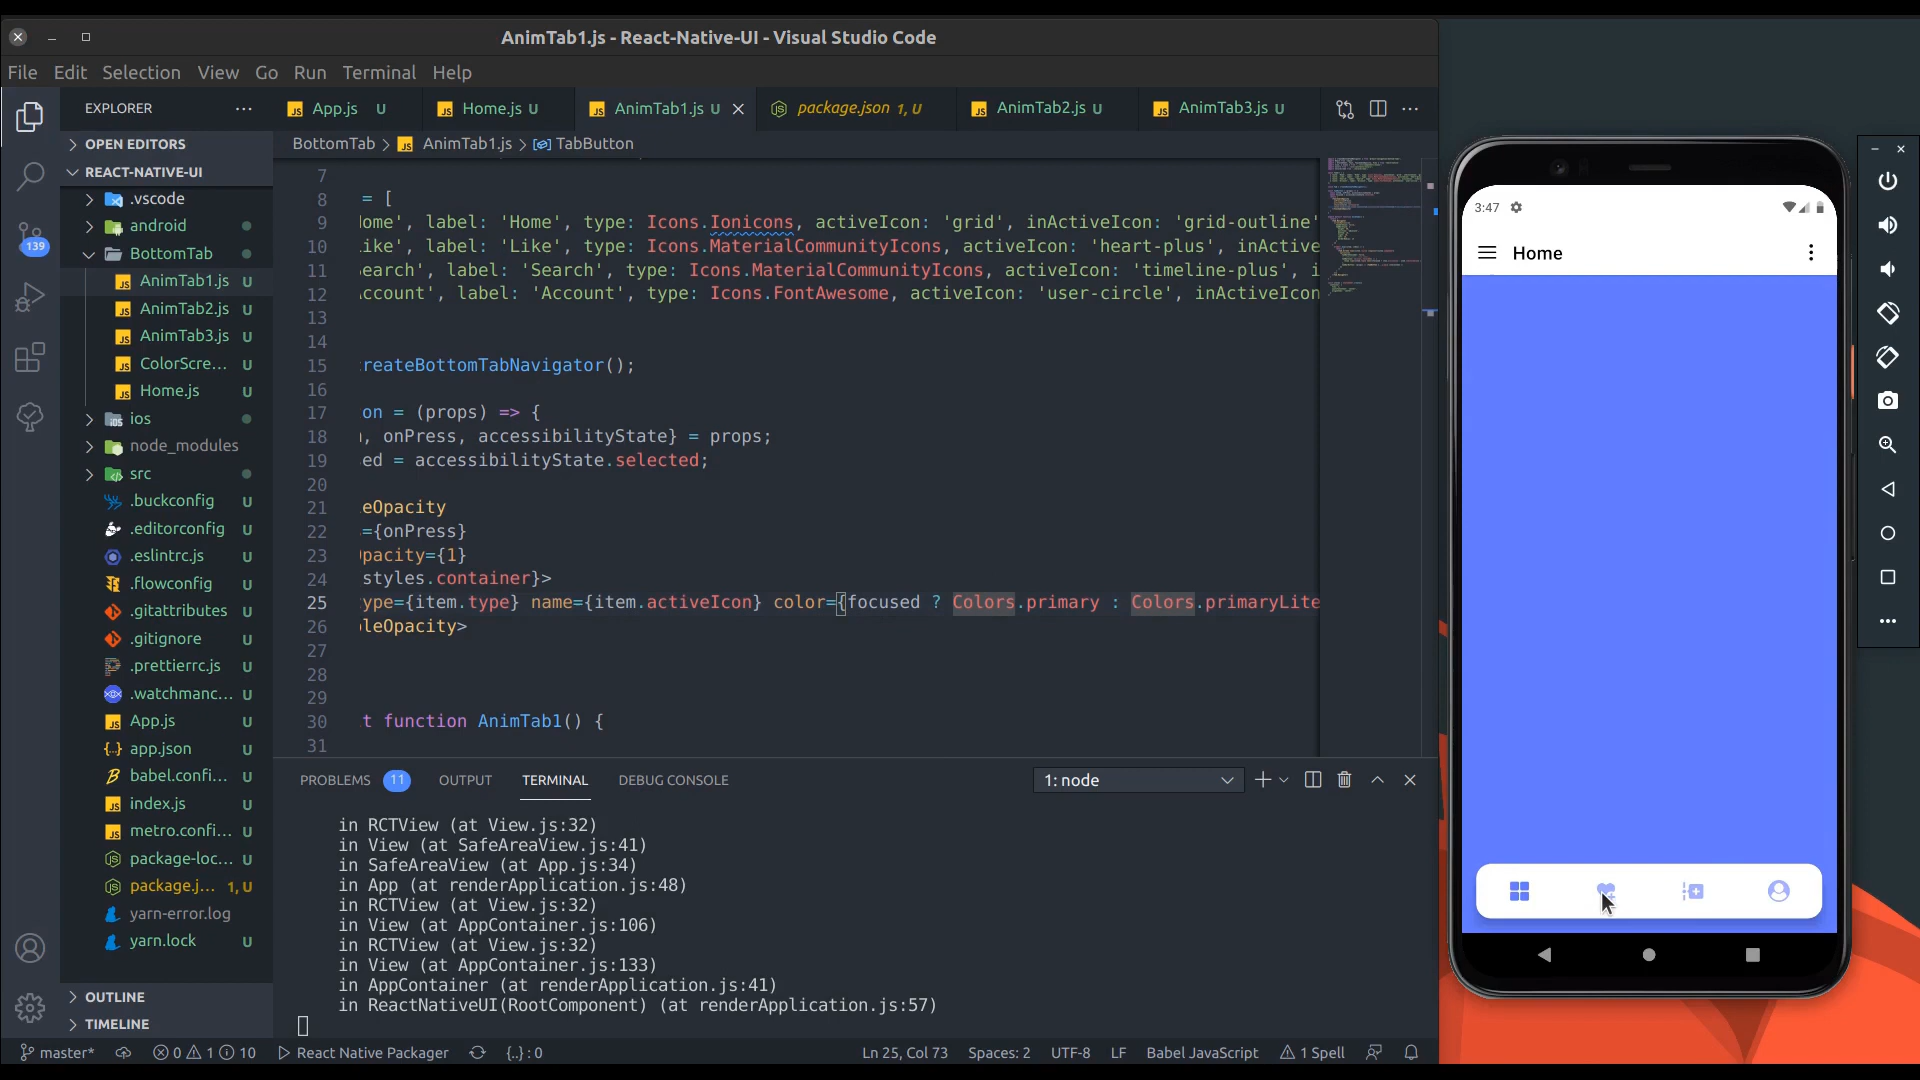 AnimTab1.js - React-Native-UI - Visual Studio Code
File Edit Selection View Go Run Terminal Help
EXPLORER
App.js U
Home.js U
AnimTab1.js U
package.json 1, U
AnimTab2.js U
AnimTab3.js U
OPEN EDITORS
REACT-NATIVE-UI
.vscode
android
BottomTab
AnimTab1.js U
AnimTab2.js U
AnimTab3.js U
ColorScre... U
Home.js U
ios
node_modules
src
.buckconfig U
.editorconfig U
.eslintrc.js U
.flowconfig U
.gitattributes U
.gitignore U
.prettierrc.js U
.watchmanc... U
App.js U
app.json U
babel.confi... U
index.js U
metro.confi... U
package-loc... U
package.j... 1, U
yarn-error.log
yarn.lock U
OUTLINE
TIMELINE
139
BottomTab > AnimTab1.js > TabButton
7
8 = [
9 ome', label: 'Home', type: Icons.Ionicons, activeIcon: 'grid', inActiveIcon: 'grid-outline'
10 ike', label: 'Like', type: Icons.MaterialCommunityIcons, activeIcon: 'heart-plus', inActive
11 earch', label: 'Search', type: Icons.MaterialCommunityIcons, activeIcon: 'timeline-plus', i
12 ccount', label: 'Account', type: Icons.FontAwesome, activeIcon: 'user-circle', inActiveIcon
13
14
15 reateBottomTabNavigator();
16
17 on = (props) => {
18 , onPress, accessibilityState} = props;
19 ed = accessibilityState.selected;
20
21 eOpacity
22 ={onPress}
23 pacity={1}
24 styles.container}>
25 ype={item.type} name={item.activeIcon} color={focused ? Colors.primary : Colors.primaryLite
26 leOpacity>
27
28
29
30 t function AnimTab1() {
31
PROBLEMS 11 OUTPUT TERMINAL DEBUG CONSOLE 1: node
in RCTView (at View.js:32)
in View (at SafeAreaView.js:41)
in SafeAreaView (at App.js:34)
in App (at renderApplication.js:48)
in RCTView (at View.js:32)
in View (at AppContainer.js:106)
in RCTView (at View.js:32)
in View (at AppContainer.js:133)
in AppContainer (at renderApplication.js:41)
in ReactNativeUI(RootComponent) (at renderApplication.js:57)
master* 0 1 10 React Native Packager {..} : 0 Ln 25, Col 73 Spaces: 2 UTF-8 LF Babel JavaScript 1 Spell
3:47
Home